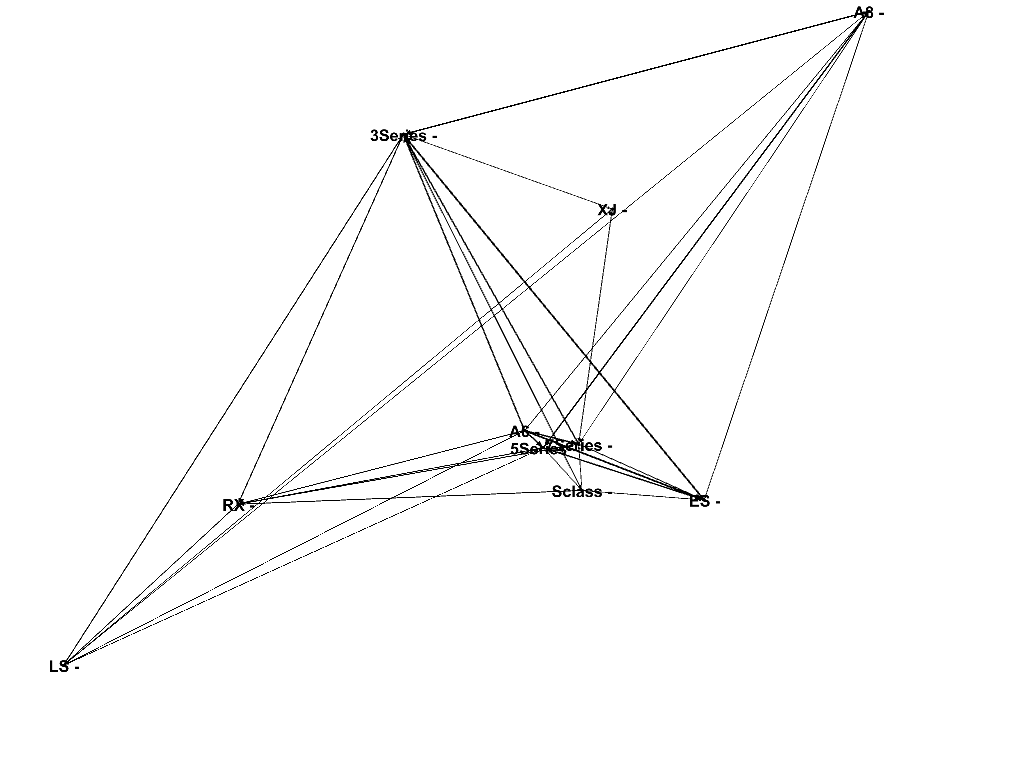 A8 -
3Series -
XJ -
A6 -
7Series -
5Series
Sclass -
ES -
RX -
LS -